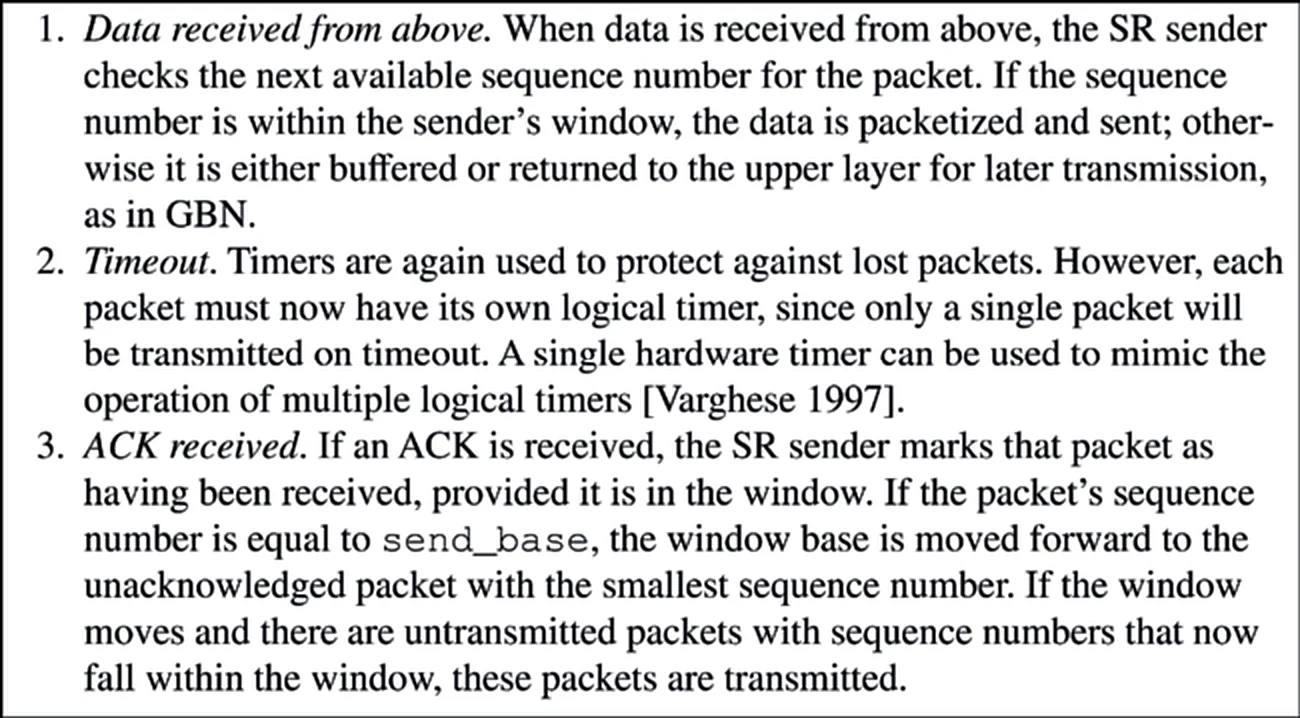 1. Data received from above. When data is received from above, the SR sender
checks the next available sequence number for the packet. If the sequence
number is within the sender's window, the data is packetized and sent; other-
wise it is either buffered or returned to the upper layer for later transmission,
as in GBN.
2. Timeout. Timers are again used to protect against lost packets. However, each
packet must now have its own logical timer, since only a single packet will
be transmitted on timeout. A single hardware timer can be used to mimic the
operation of multiple logical timers [Varghese 1997].
3. ACK received. If an ACK is received, the SR sender marks that packet as
having been received, provided it is in the window. If the packet's sequence
number is equal to send_base, the window base is moved forward to the
unacknowledged packet with the smallest sequence number. If the window
moves and there are untransmitted packets with sequence numbers that now
fall within the window, these packets are transmitted.